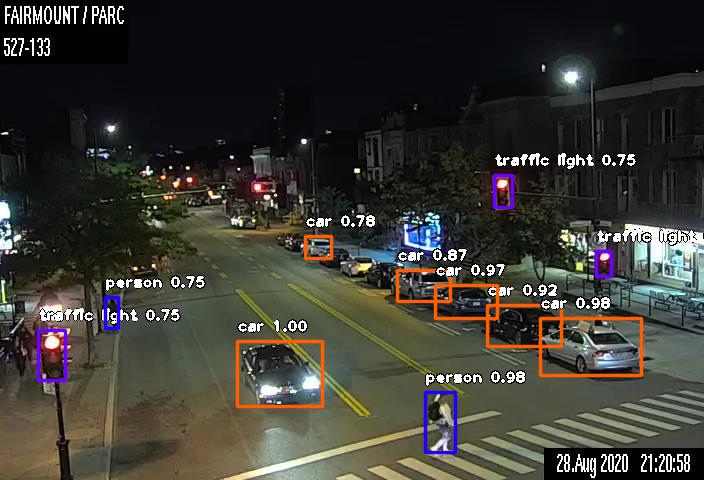 FAIRMOUNT / PARC
527-133
traffic light 0.75
traffic light
car 0.78
car 0.87
car 0.97
person 0.75
car 0.92
car 0.98
traffic light 0.75
car 1.00
person 0.98
28.Aug 2020 21:20:58